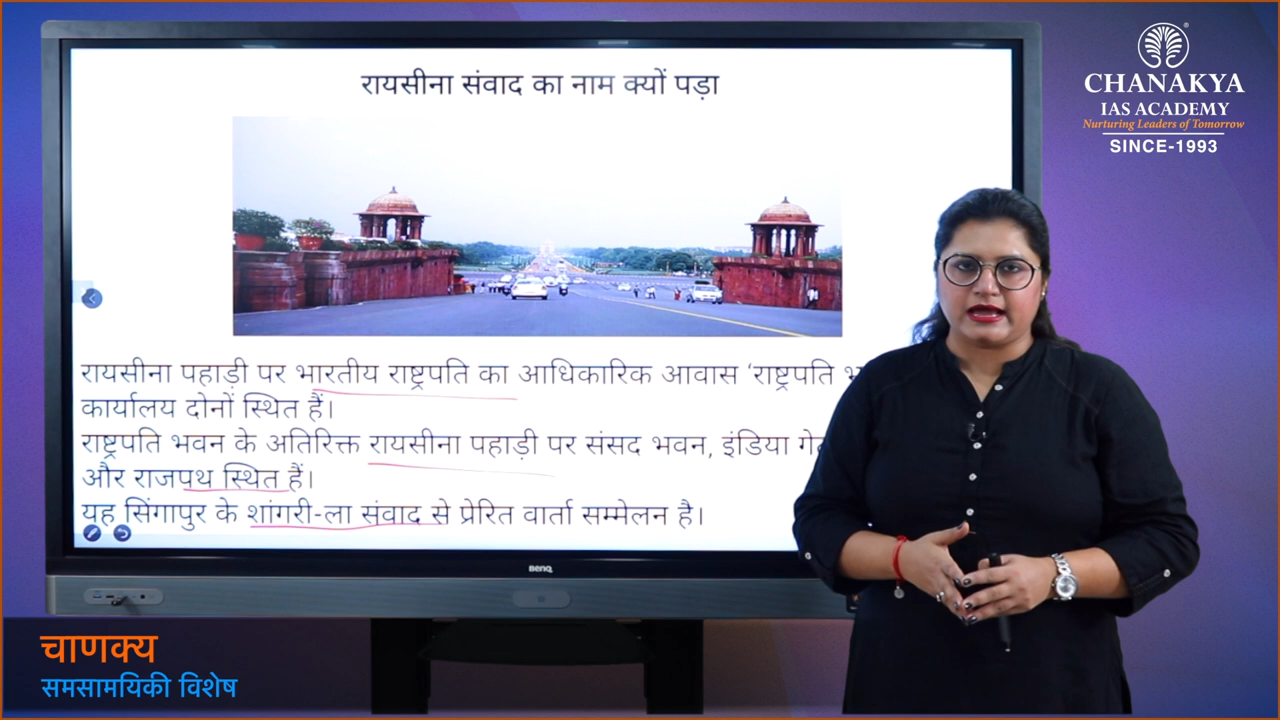 रायसीना संवाद का नाम क्यों पड़ा
रायसीना पहाड़ी पर भारतीय राष्ट्रपति का आधिकारिक आवास ‘राष्ट्रपति
कार्यालय दोनों स्थित हैं।
राष्ट्रपति भवन के अतिरिक्त रायसीना पहाड़ी पर संसद भवन, इंडिया
और राजपथ स्थित हैं।
यह सिंगापुर के शांगरी-ला संवाद से प्रेरित वार्ता सम्मेलन है।
BenQ
CHANAKYA
IAS ACADEMY
Nurturing Leaders of Tomorrow
SINCE-1993
चाणक्य
समसामयिकी विशेष